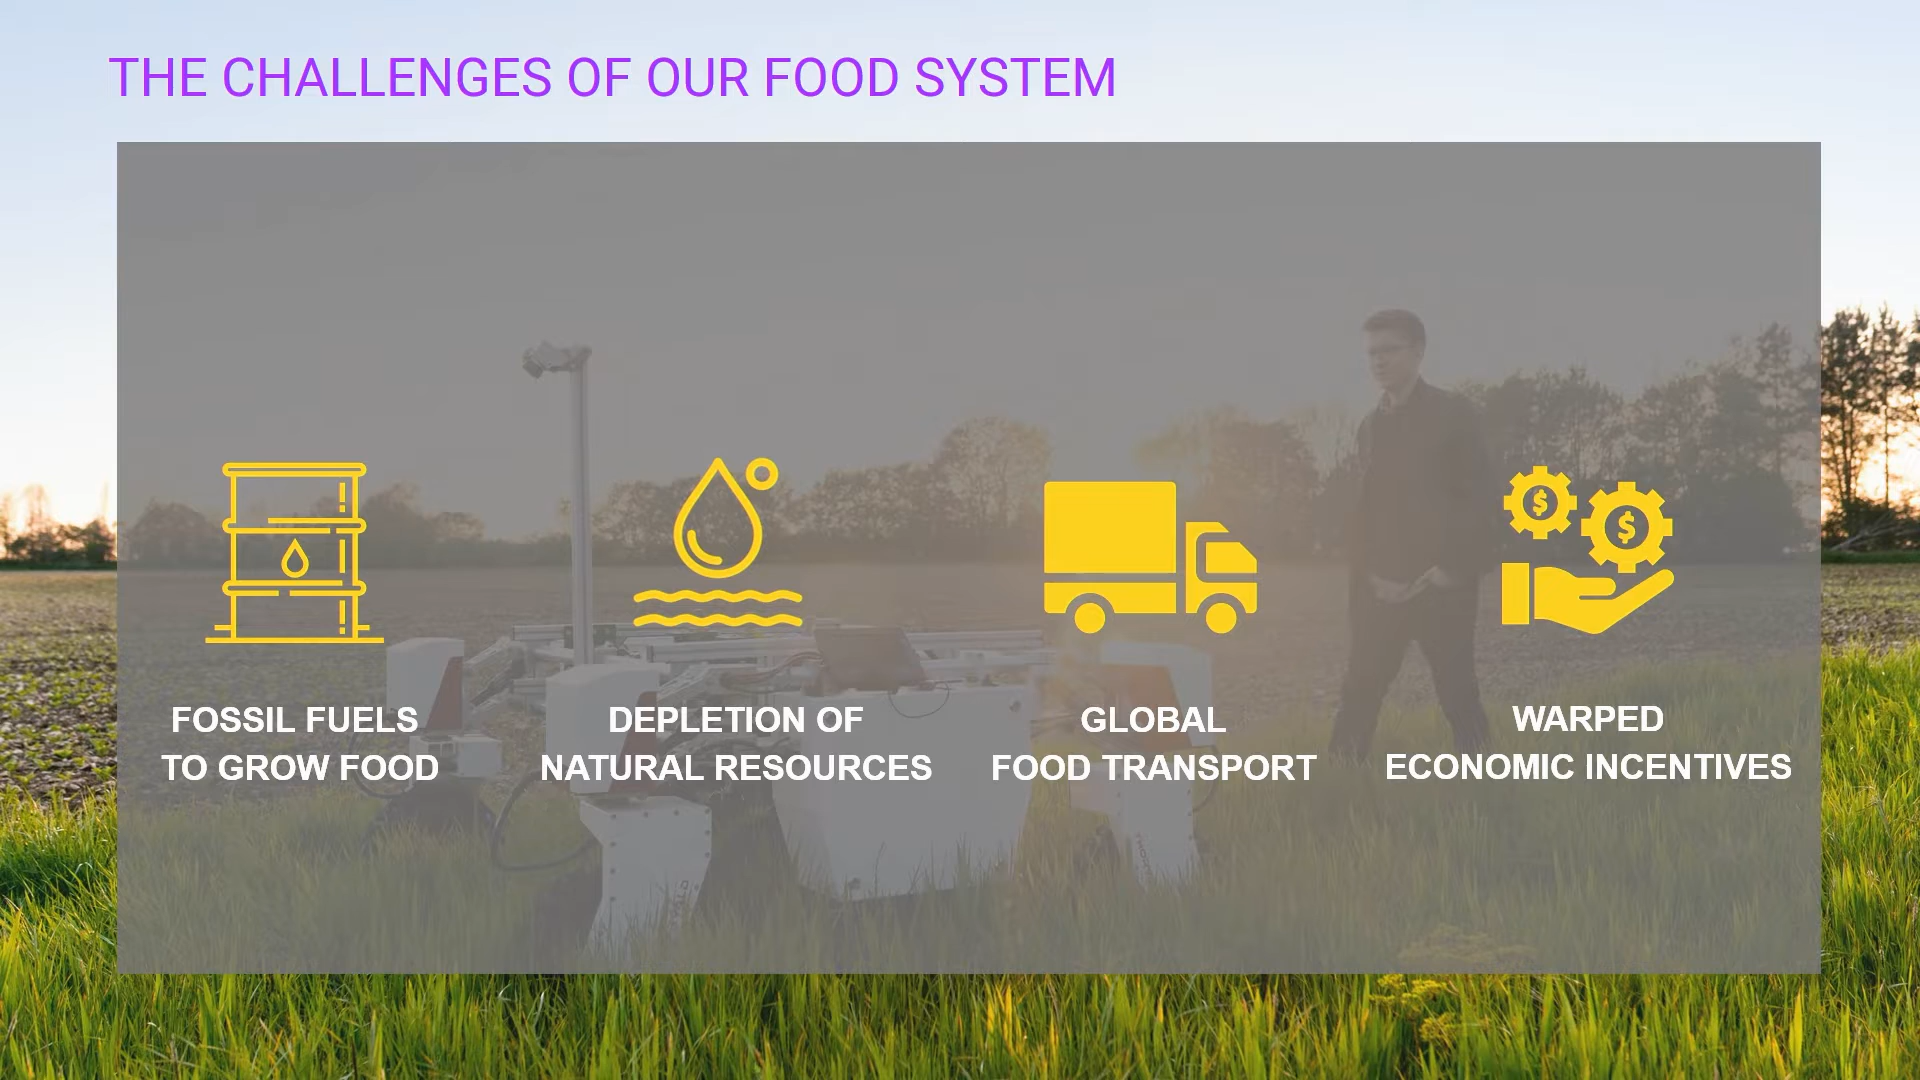 THE CHALLENGES OF OUR FOOD SYSTEM
FOSSIL FUELS
TO GROW FOOD
DEPLETION OF
NATURAL RESOURCES
GLOBAL
FOOD TRANSPORT
WARPED
ECONOMIC INCENTIVES
$
$